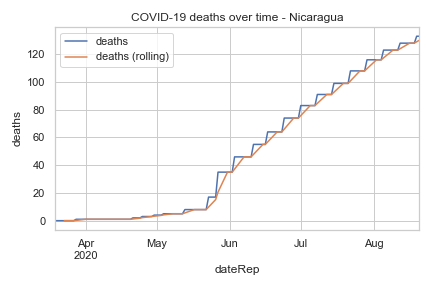 COVID-19 deaths over time - Nicaragua
deaths
deaths (rolling)
120
100
80
60
40
20
0
deaths
Apr
2020
May
Jun
Jul
Aug
dateRep